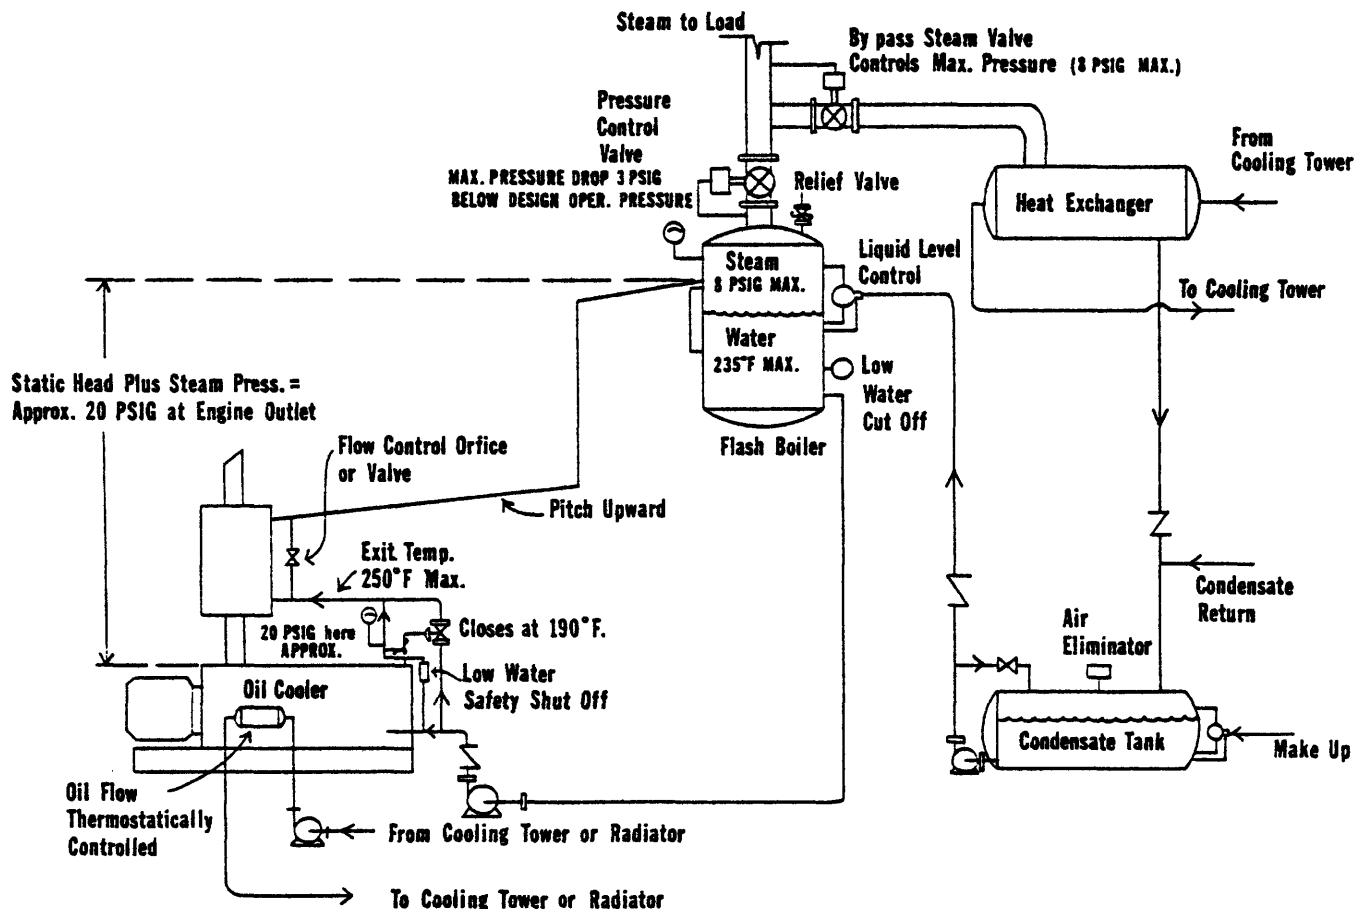 Steam to Load
By pass Steam Valve
Controls Max. Pressure (8 PSIG MAX.)
Pressure
Control
Valve
MAX. PRESSURE DROP 3 PSIG
BELOW DESIGN OPER. PRESSURE
Relief Valve
From
Cooling Tower
Heat Exchanger
Steam
8 PSIG MAX.
Liquid Level
Control
To Cooling Tower
Water
235°F MAX.
Low
Water
Cut Off
Flash Boiler
Static Head Plus Steam Press. =
Approx. 20 PSIG at Engine Outlet
Flow Control Orfice
or Valve
Pitch Upward
Exit Temp.
250°F Max.
20 PSIG here
APPROX.
Closes at 190°F.
Low Water
Safety Shut Off
Condensate
Return
Air
Eliminator
Oil Cooler
Condensate Tank
Make Up
Oil Flow
Thermostatically
Controlled
From Cooling Tower or Radiator
To Cooling Tower or Radiator